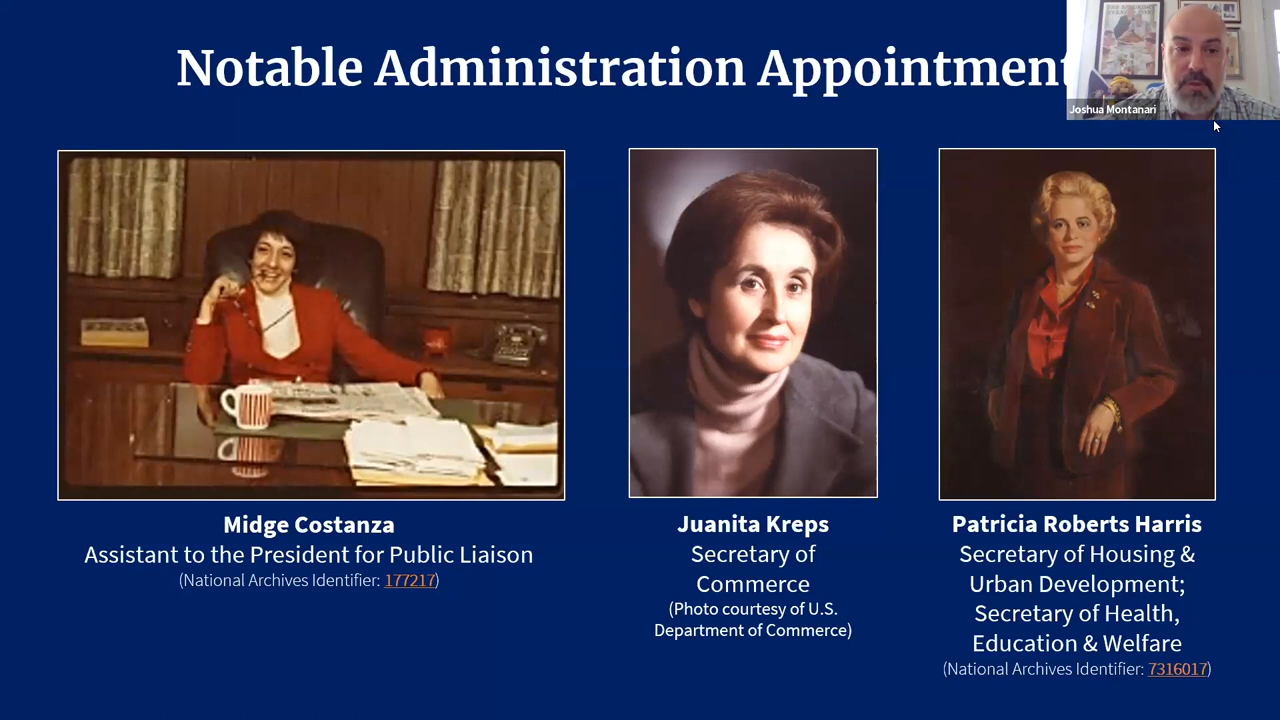 Notable Administration Appointment
Joshua Montanari
Midge Costanza
Assistant to the President for Public Liaison
(National Archives Identifier: 177217)
Juanita Kreps
Secretary of
Commerce
(Photo courtesy of U.S.
Department of Commerce)
Patricia Roberts Harris
Secretary of Housing &
Urban Development;
Secretary of Health,
Education & Welfare
(National Archives Identifier: 7316017)